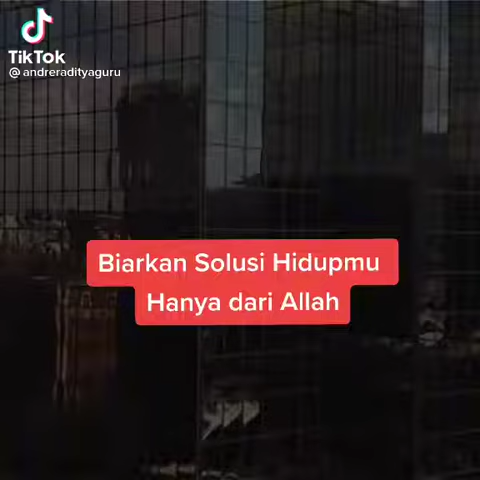 TikTok
@andreradityaguru
Biarkan Solusi Hidupmu
Hanya dari Allah